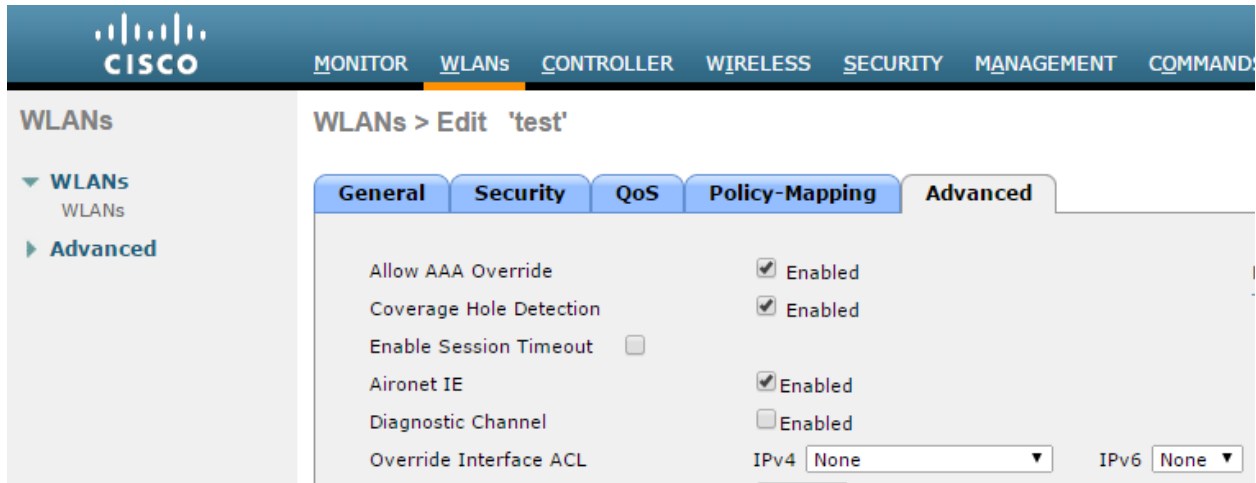 CISCO
MONITOR WLANs CONTROLLER WIRELESS SECURITY MANAGEMENT
WLANs
WLANs > Edit 'test'
WLANs
WLANs
Advanced
General Security QoS Policy-Mapping Advanced
Allow AAA Override Enabled
Coverage Hole Detection Enabled
Enable Session Timeout
Aironet IE Enabled
Diagnostic Channel Enabled
Override Interface ACL IPv4 None IPv6 None